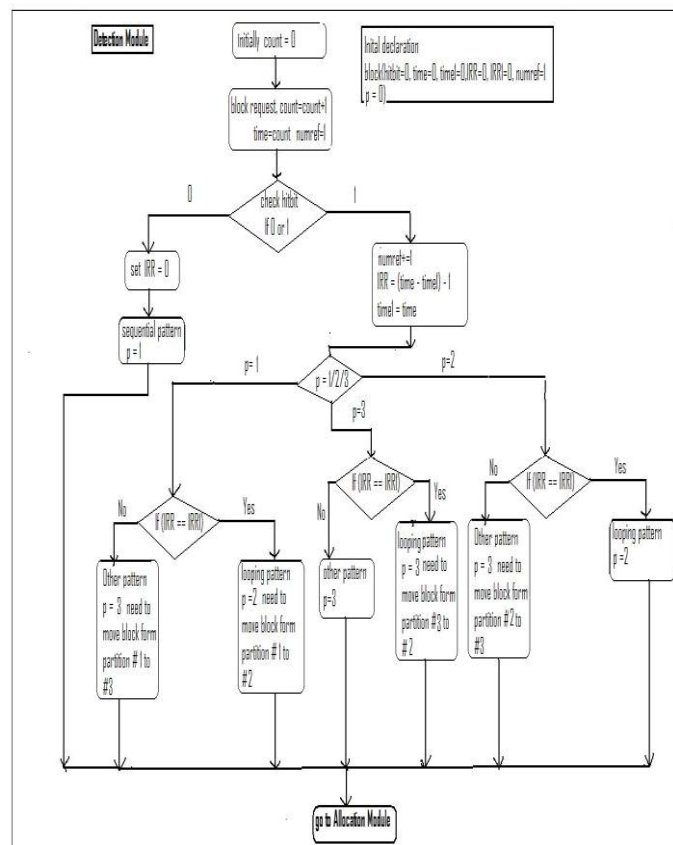 Detection Module
Initially count = 0
Inital declaration
block(hitbit=0, time=0, time1=0,IRR=0, IRR1=0, numref=1
p = 0)
block request, count=count+1
time=count numref=1
0
check hitbit
If 0 or 1
1
set IRR = 0
numref+=1
IRR = (time - time1) - 1
time1 = time
sequential pattern
p = 1
p= 1
p = 1/2/3
p=2
p=3
No
If (IRR == IRR1)
Yes
No
If (IRR == IRR1)
Yes
No
If (IRR == IRR1)
Yes
Other pattern
p = 3 need to
move block form
partition # 1 to
#3
looping pattern
p =2 need to
move block form
partition # 1 to
#2
other pattern
p=3
looping pattern
p = 3 need to
move block form
partition #3 to
# 2
Other pattern
p = 3 need to
move block form
partition #2 to
#3
looping pattern
p =2
go to Allocation Module